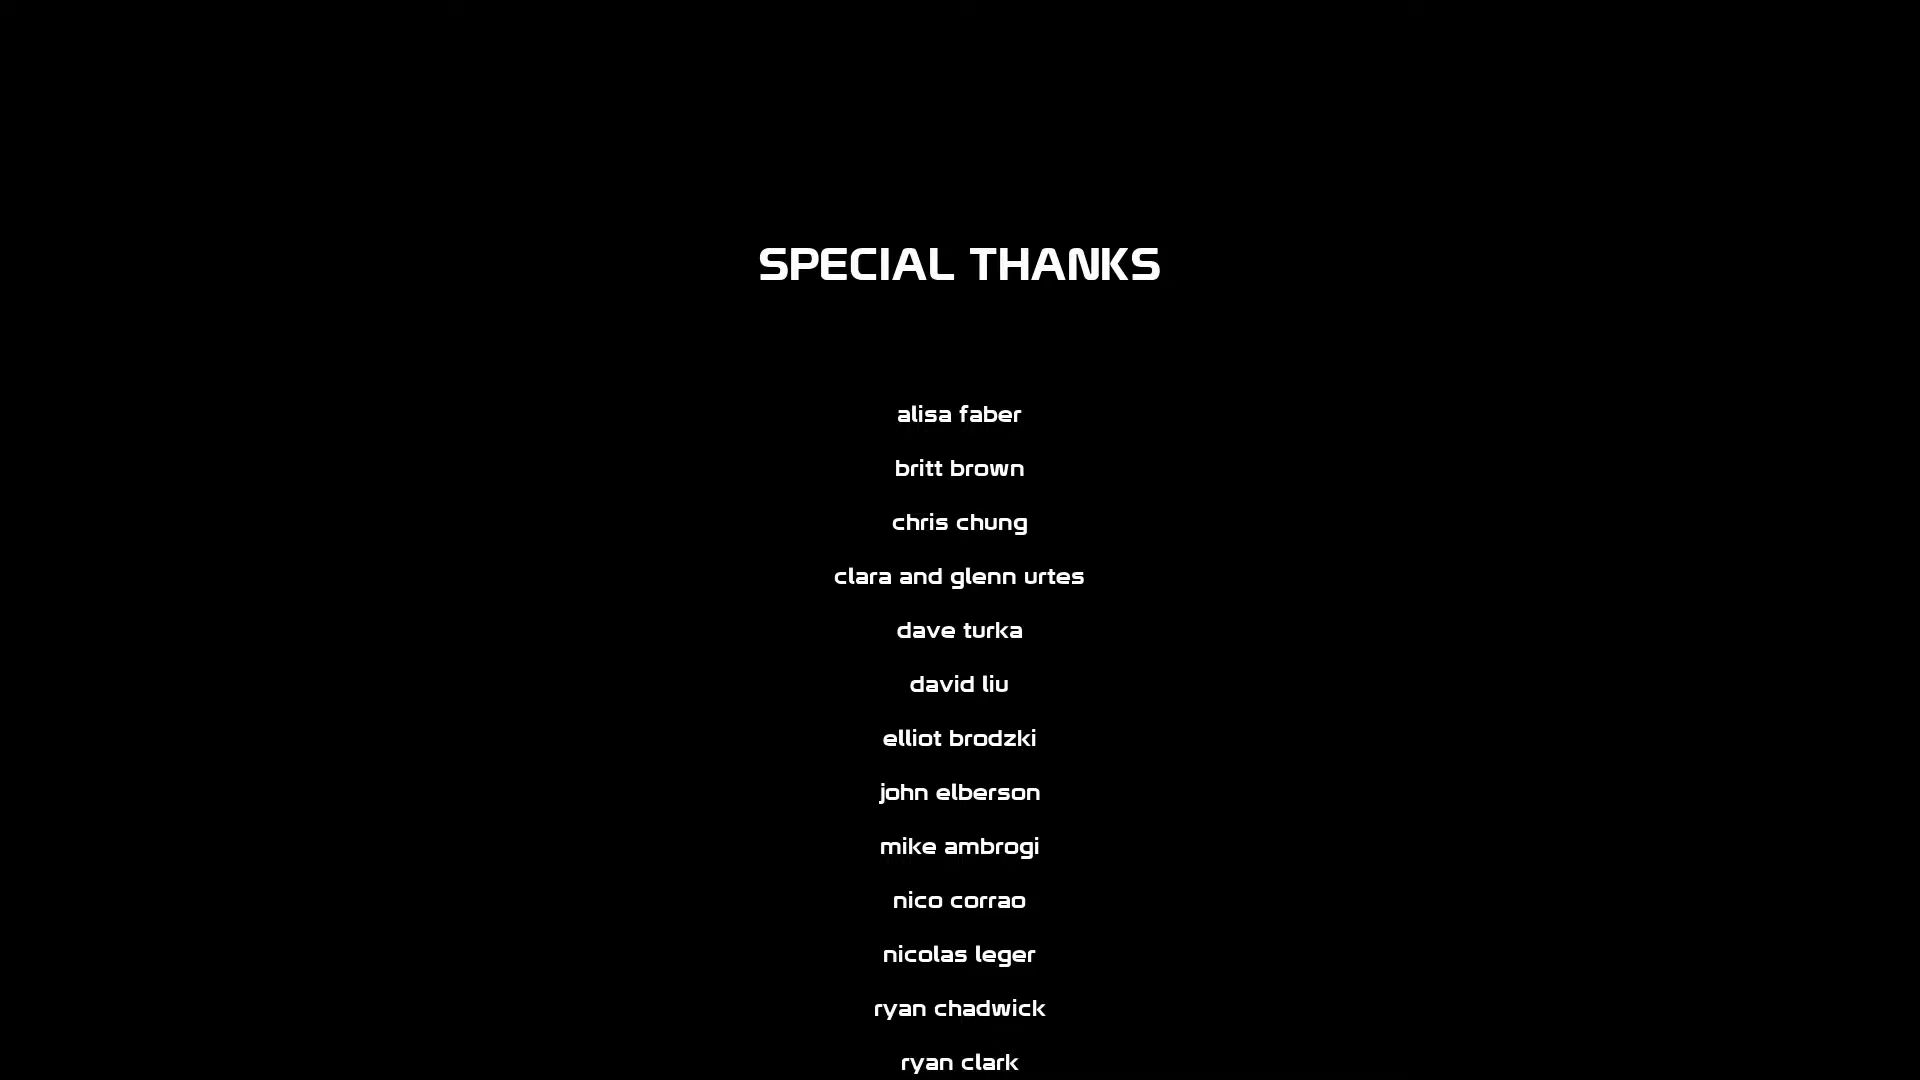 SPECIAL THANKS
alisa faber
britt brown
chris chung
clara and glenn urtes
dave turka
david liu
elliot brodzki
john elberson
mike ambrogi
nico corrao
nicolas leger
ryan chadwick
ryan clark